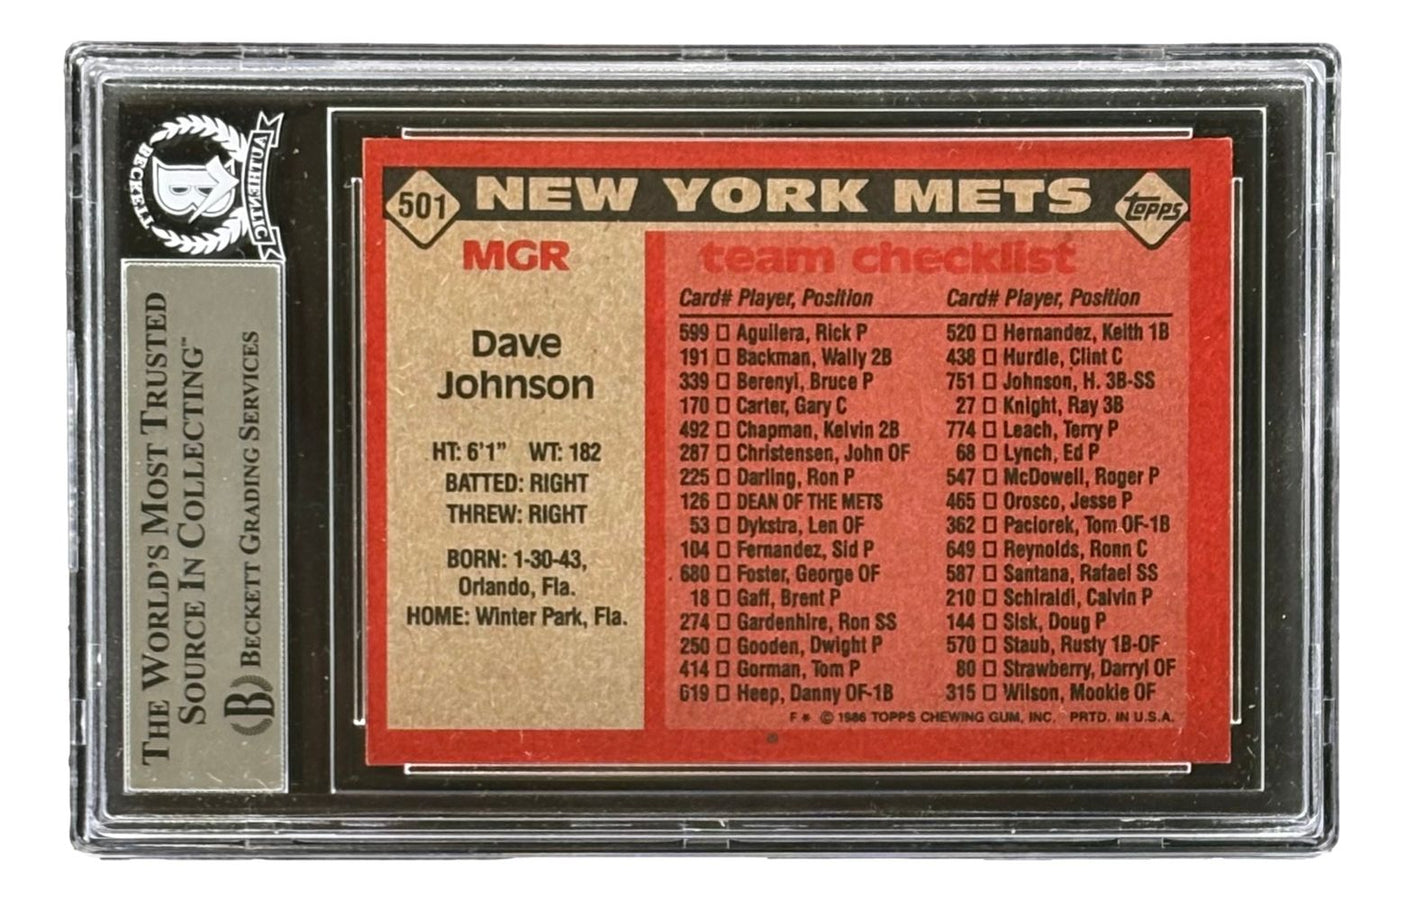 BECKETT
B
AUTHENTIC
THE WORLD'S MOST TRUSTED
SOURCE IN COLLECTING™
B BECKETT GRADING SERVICES
501 NEW YORK METS topps
MGR
Dave
Johnson
HT: 6'1" WT: 182
BATTED: RIGHT
THREW: RIGHT
BORN: 1-30-43,
Orlando, Fla.
HOME: Winter Park, Fla.
team checklist
Card# Player, Position
599 □ Aguilera, Rick P
191 □ Backman, Wally 2B
339 □ Berenyi, Bruce P
170 □ Carter, Gary C
492 □ Chapman, Kelvin 2B
287 □ Christensen, John OF
225 □ Darling, Ron P
126 □ DEAN OF THE METS
53 □ Dykstra, Len OF
104 □ Fernandez, Sid P
680 □ Foster, George OF
18 □ Gaff, Brent P
274 □ Gardenhire, Ron SS
250 □ Gooden, Dwight P
414 □ Gorman, Tom P
619 □ Heep, Danny OF-1B
Card# Player, Position
520 □ Hernandez, Keith 1B
438 □ Hurdle, Clint C
751 □ Johnson, H. 3B-SS
27 □ Knight, Ray 3B
774 □ Leach, Terry P
68 □ Lynch, Ed P
547 □ McDowell, Roger P
465 □ Orosco, Jesse P
362 □ Paciorek, Tom OF-1B
649 □ Reynolds, Ronn C
587 □ Santana, Rafael SS
210 □ Schiraldi, Calvin P
144 □ Sisk, Doug P
570 □ Staub, Rusty 1B-OF
80 □ Strawberry, Darryl OF
315 □ Wilson, Mookie OF
F * © 1986 TOPPS CHEWING GUM, INC. PRTD. IN U.S.A.